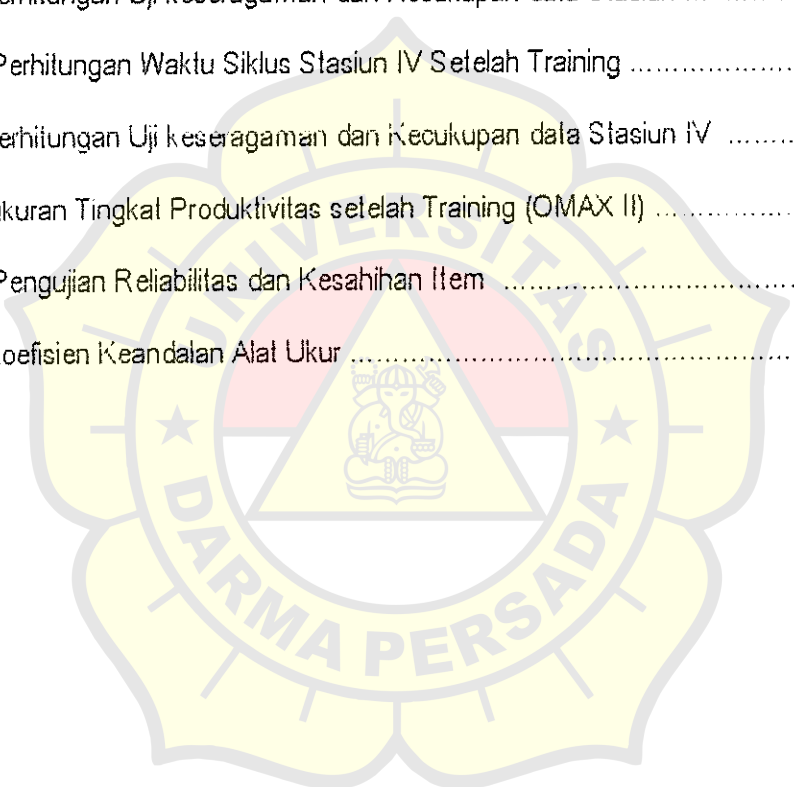 Perhitungan Waktu Siklus Stasiun IV Setelah Training ...................
erhitungan Uji keseragaman dan Kecukupan data Stasiun IV .........
ukuran Tingkat Produktivitas setelah Training (OMAX II) ................
Pengujian Reliabilitas dan Kesahihan Item ..................................
oefisien Keandalan Alat Ukur ...................................................
UNIVERSITAS
DARMA PERSADA